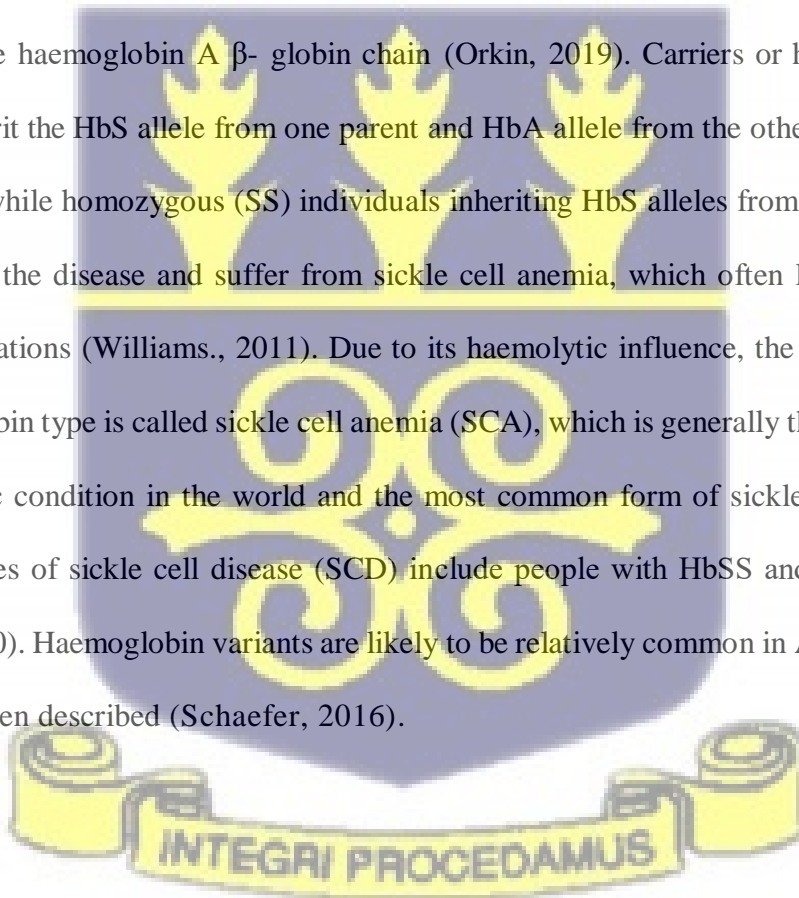 e haemoglobin A β- globin chain (Orkin, 2019). Carriers or h
rit the HbS allele from one parent and HbA allele from the othe
while homozygous (SS) individuals inheriting HbS alleles from
the disease and suffer from sickle cell anemia, which often l
ations (Williams., 2011). Due to its haemolytic influence, the
bin type is called sickle cell anemia (SCA), which is generally th
c condition in the world and the most common form of sickle
es of sickle cell disease (SCD) include people with HbSS and
0). Haemoglobin variants are likely to be relatively common in A
en described (Schaefer, 2016).
INTEGRI PROCEDAMUS